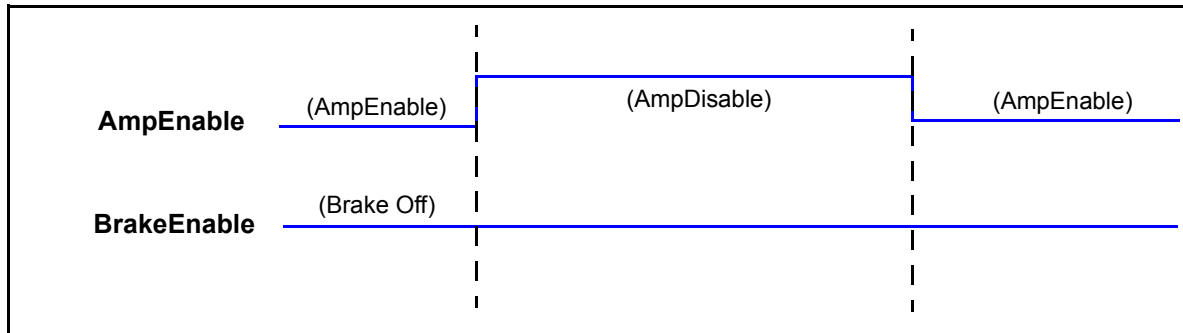 (AmpEnable)
(AmpDisable)
(AmpEnable)
AmpEnable
(Brake Off)
BrakeEnable